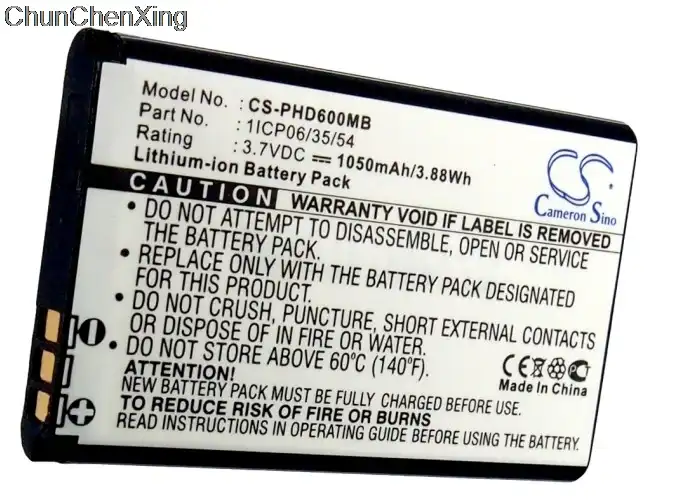 ChunChenXing
Model No. : CS-PHD600MB
Part No. : 1ICP06/35/54
Rating : 3.7VDC ⎓ 1050mAh/3.88Wh
Lithium-ion Battery Pack
CS
Cameron Sino
CAUTION WARRANTY VOID IF LABEL IS REMOVED
• DO NOT ATTEMPT TO DISASSEMBLE, OPEN OR SERVICE
THE BATTERY PACK.
• REPLACE ONLY WITH THE BATTERY PACK DESIGNATED
FOR THIS PRODUCT.
• DO NOT CRUSH, PUNCTURE, SHORT EXTERNAL CONTACTS
OR DISPOSE OF IN FIRE OR WATER.
• DO NOT STORE ABOVE 60°C (140°F).
CE
Made In China
ATTENTION!
NEW BATTERY PACK MUST BE FULLY CHARGED BEFORE USE.
TO REDUCE RISK OF FIRE OR BURNS
READ INSTRUCTIONS IN OWNER'S MANUAL BEFORE USE.